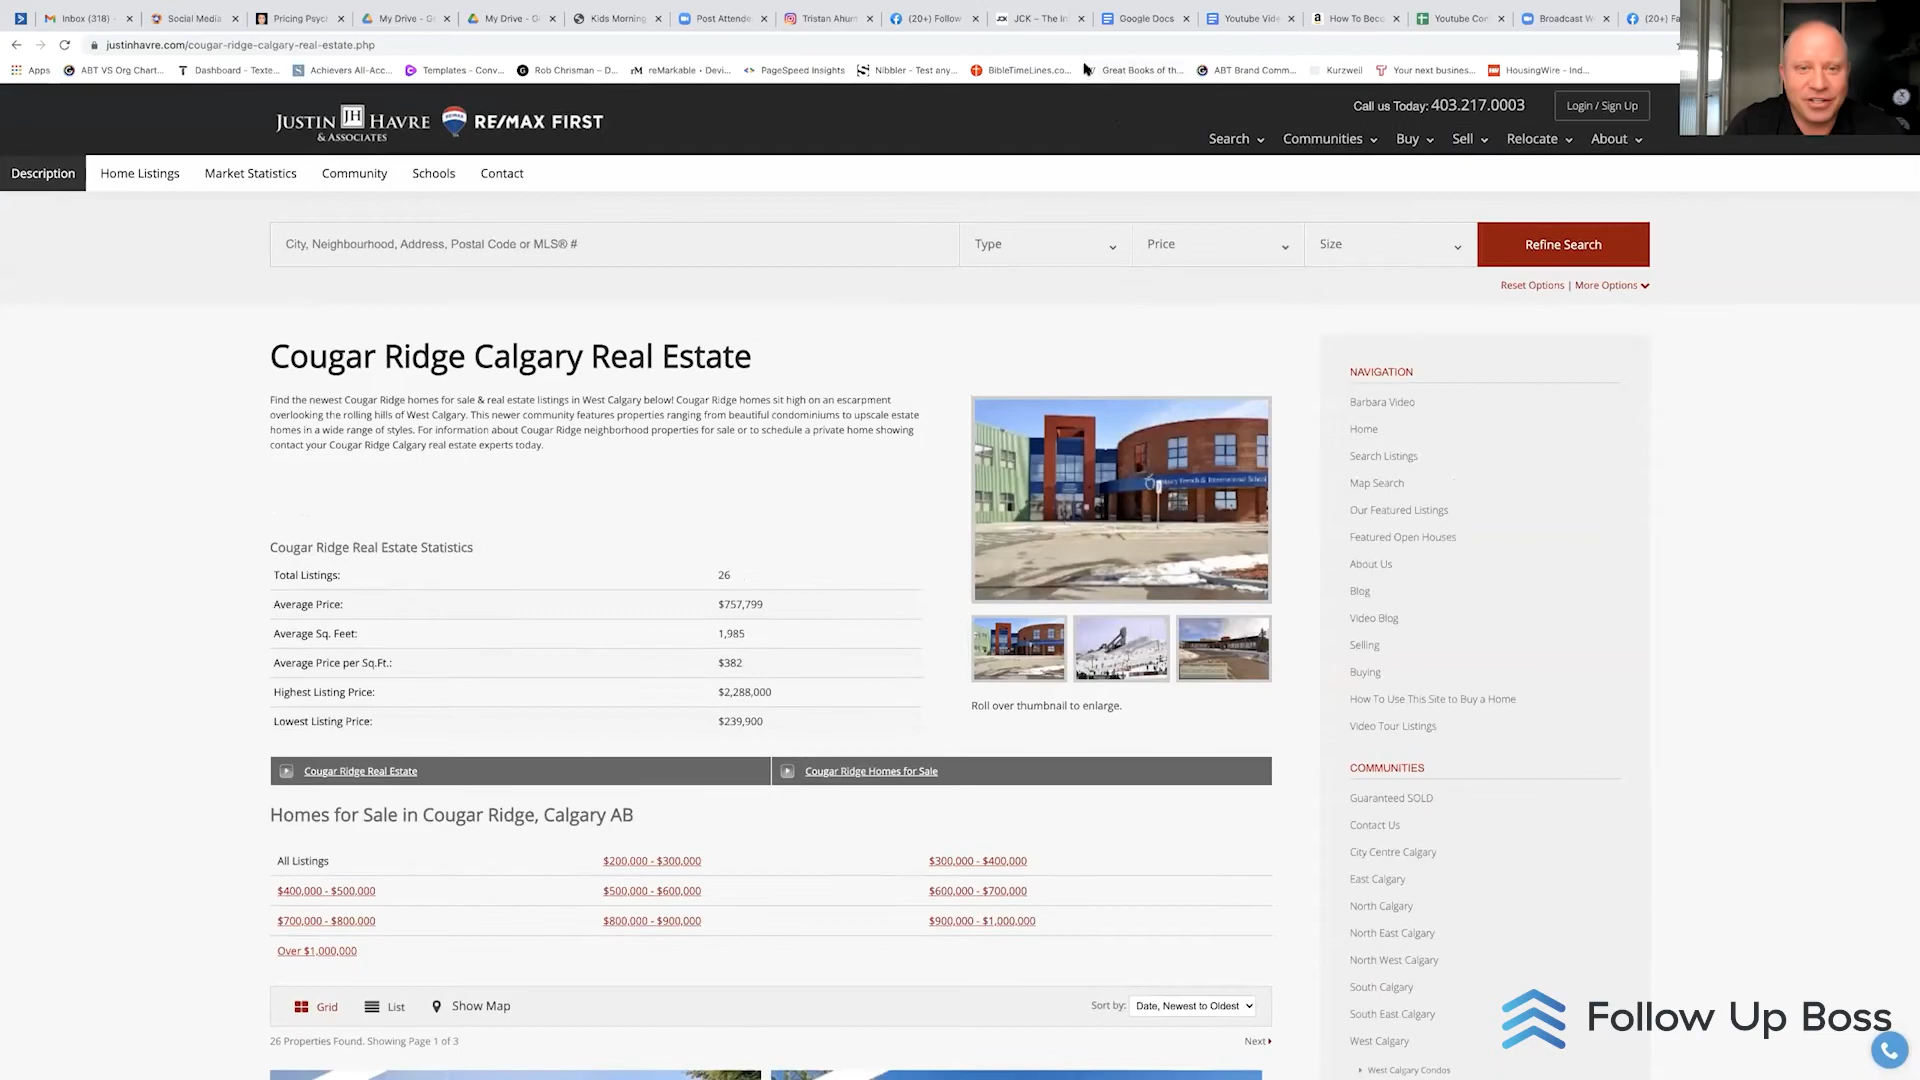 Inbox (318)
Social Media
Pricing Psych
My Drive - G
My Drive - G
Kids Morning
Post Attende
Tristan Ahum
(20+) Follow
JCK – The In
Google Docs
Youtube Vide
How To Beco
Youtube Con
Broadcast W
(20+) Fa
justinhavre.com/cougar-ridge-calgary-real-estate.php
Apps
ABT VS Org Chart...
Dashboard - Texte...
Achievers All-Acc...
Templates - Conv...
Rob Chrisman – D...
reMarkable • Devi...
PageSpeed Insights
Nibbler - Test any...
BibleTimeLines.co...
Great Books of th...
ABT Brand Comm...
Kurzweil
Your next business...
HousingWire - Ind...
JUSTIN JH HAVRE
& ASSOCIATES
RE/MAX
RE/MAX FIRST
Call us Today: 403.217.0003
Login / Sign Up
Search
Communities
Buy
Sell
Relocate
About
Description
Home Listings
Market Statistics
Community
Schools
Contact
City, Neighbourhood, Address, Postal Code or MLS® #
Type
Price
Size
Refine Search
Reset Options | More Options
Cougar Ridge Calgary Real Estate
Find the newest Cougar Ridge homes for sale & real estate listings in West Calgary below! Cougar Ridge homes sit high on an escarpment
overlooking the rolling hills of West Calgary. This newer community features properties ranging from beautiful condominiums to upscale estate
homes in a wide range of styles. For information about Cougar Ridge neighborhood properties for sale or to schedule a private home showing
contact your Cougar Ridge Calgary real estate experts today.
Cougar Ridge Real Estate Statistics
Total Listings: 26
Average Price: $757,799
Average Sq. Feet: 1,985
Average Price per Sq.Ft.: $382
Highest Listing Price: $2,288,000
Lowest Listing Price: $239,900
French & International School
Roll over thumbnail to enlarge.
Cougar Ridge Real Estate
Cougar Ridge Homes for Sale
Homes for Sale in Cougar Ridge, Calgary AB
All Listings
$200,000 - $300,000
$300,000 - $400,000
$400,000 - $500,000
$500,000 - $600,000
$600,000 - $700,000
$700,000 - $800,000
$800,000 - $900,000
$900,000 - $1,000,000
Over $1,000,000
Grid
List
Show Map
Sort by: Date, Newest to Oldest
26 Properties Found. Showing Page 1 of 3
Next
NAVIGATION
Barbara Video
Home
Search Listings
Map Search
Our Featured Listings
Featured Open Houses
About Us
Blog
Video Blog
Selling
Buying
How To Use This Site to Buy a Home
Video Tour Listings
COMMUNITIES
Guaranteed SOLD
Contact Us
City Centre Calgary
East Calgary
North Calgary
North East Calgary
North West Calgary
South Calgary
South East Calgary
West Calgary
West Calgary Condos
Follow Up Boss